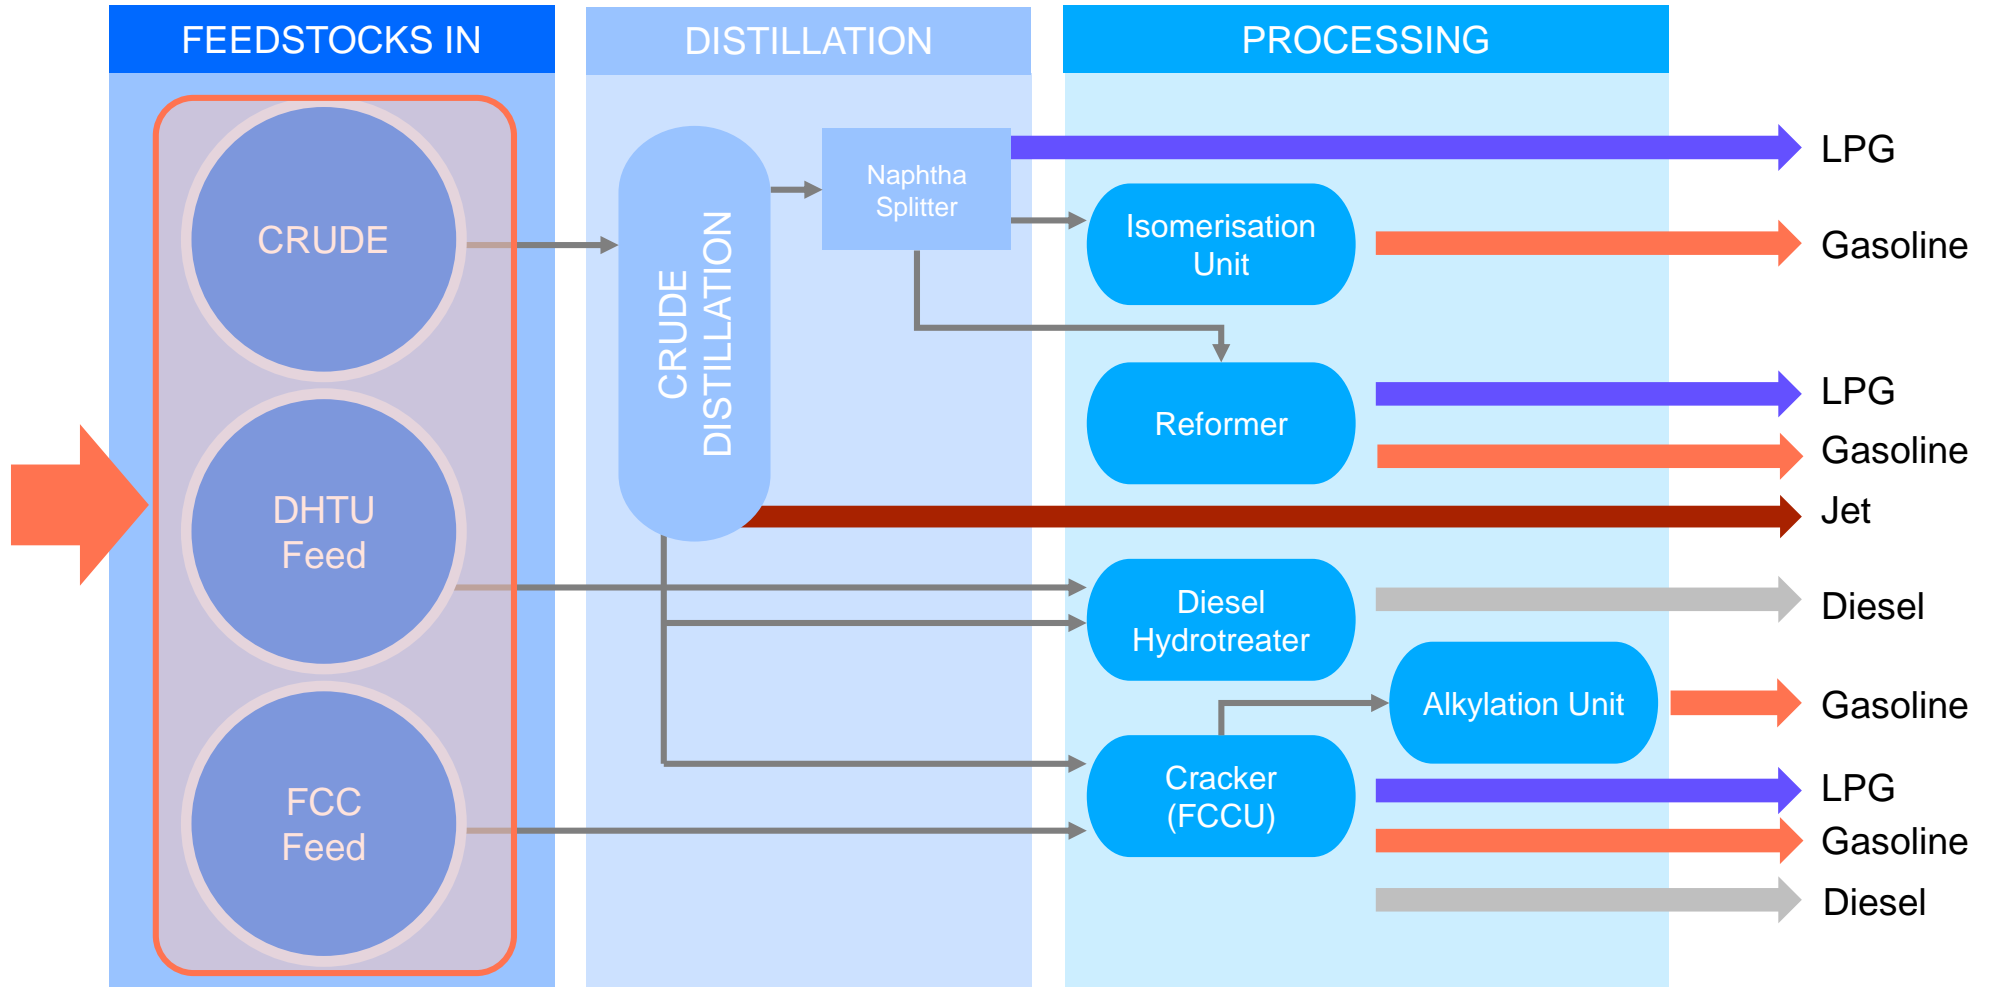 FEEDSTOCKS IN
DISTILLATION
PROCESSING
CRUDE
DHTU
Feed
FCC
Feed
CRUDE
DISTILLATION
Naphtha
Splitter
Isomerisation
Unit
Reformer
Diesel
Hydrotreater
Alkylation Unit
Cracker
(FCCU)
LPG
Gasoline
LPG
Gasoline
Jet
Diesel
Gasoline
LPG
Gasoline
Diesel